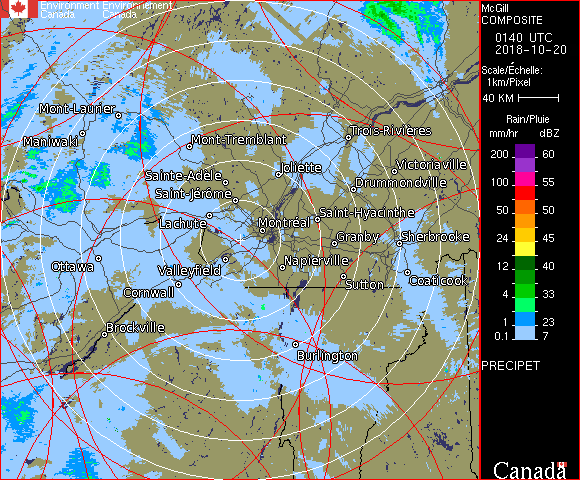 Environment Environnement
Canada Canada
Mont-Laurier
Maniwaki
Mont-Tremblant
Trois-Rivières
Sainte-Adèle
Joliette
Victoriaville
Saint-Jérôme
Drummondville
Lachute
Montréal
Saint-Hyacinthe
Granby
Sherbrooke
Ottawa
Valleyfield
Napierville
Cornwall
Sutton
Coaticook
Brockville
Burlington
McGill
COMPOSITE
0140 UTC
2018-10-20
Scale/Échelle:
1km/Pixel
40 KM
Rain/Pluie
mm/hr dBZ
200 60
55
100 55
50 50
24 45
12 40
4 33
1 23
0.1 7
PRECIPET
Canada